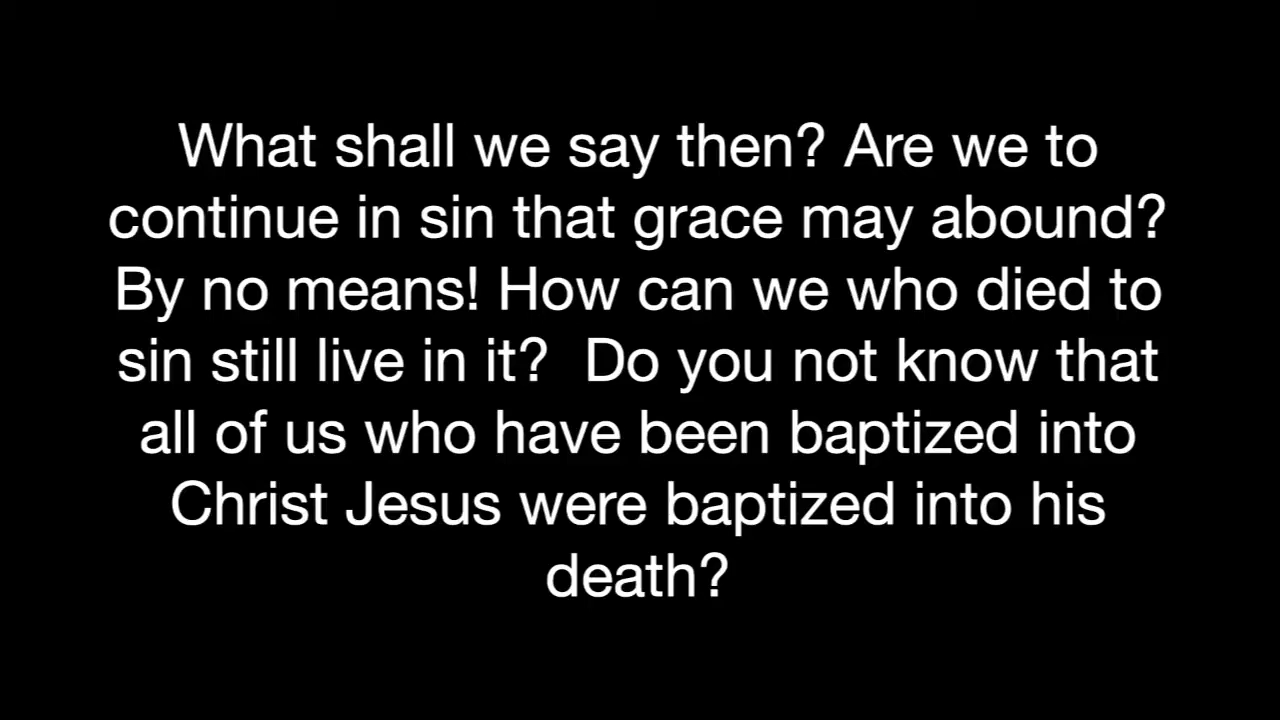 What shall we say then? Are we to
continue in sin that grace may abound?
By no means! How can we who died to
sin still live in it?  Do you not know that
all of us who have been baptized into
Christ Jesus were baptized into his
death?